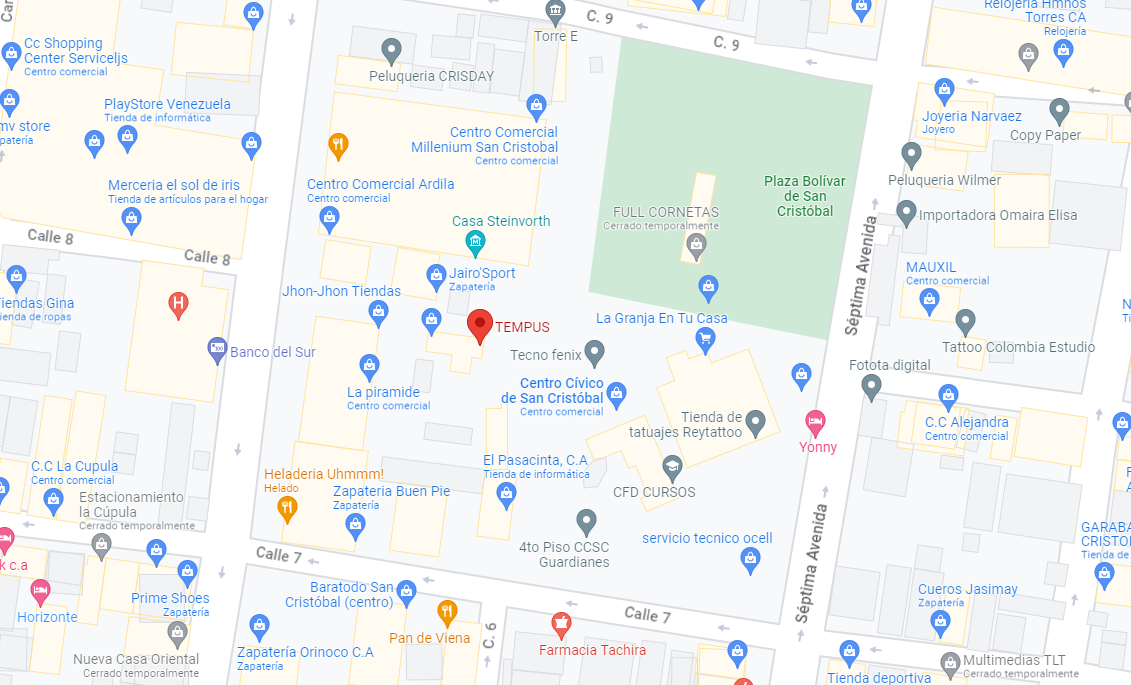 Car
C. 9
Torre E
C. 9
Relojería Hmnos
Torres CA
Relojería
Cc Shopping
Center Serviceljs
Centro comercial
Peluqueria CRISDAY
PlayStore Venezuela
Tienda de informática
mv store
zapatería
Centro Comercial
Millenium San Cristobal
Centro comercial
Joyeria Narvaez
Joyero
Copy Paper
Merceria el sol de iris
Tienda de artículos para el hogar
Centro Comercial Ardila
Centro comercial
Plaza Bolívar
de San
Cristóbal
Peluqueria Wilmer
FULL CORNETAS
Cerrado temporalmente
Importadora Omaira Elisa
Casa Steinvorth
Calle 8
Calle 8
Séptima Avenida
Jairo'Sport
Zapatería
MAUXIL
Centro comercial
Tiendas Gina
Tienda de ropas
Jhon-Jhon Tiendas
La Granja En Tu Casa
TEMPUS
Tattoo Colombia Estudio
Banco del Sur
Tecno fenix
Fotota digital
La piramide
Centro comercial
Centro Cívico
de San Cristóbal
Centro comercial
Tienda de
tatuajes Reytattoo
C.C Alejandra
Centro comercial
Yonny
C.C La Cupula
Centro comercial
Heladeria Uhmmm!
Helado
El Pasacinta, C.A
Tienda de informática
Estacionamiento
la Cúpula
Cerrado temporalmente
Zapateria Buen Pie
Zapatería
CFD CURSOS
Séptima Avenida
4to Piso CCSC
Guardianes
servicio tecnico ocell
GARABA
CRISTO
Tienda de
Calle 7
k c.a
Prime Shoes
Zapatería
Baratodo San
Cristóbal (centro)
Cueros Jasimay
Zapatería
Horizonte
Calle 7
C. 6
Pan de Viena
Farmacia Tachira
Nueva Casa Oriental
Cerrado temporalmente
Zapatería Orinoco C.A
Zapatería
Multimedias TLT
Cerrado temporalmente
Tienda deportiva